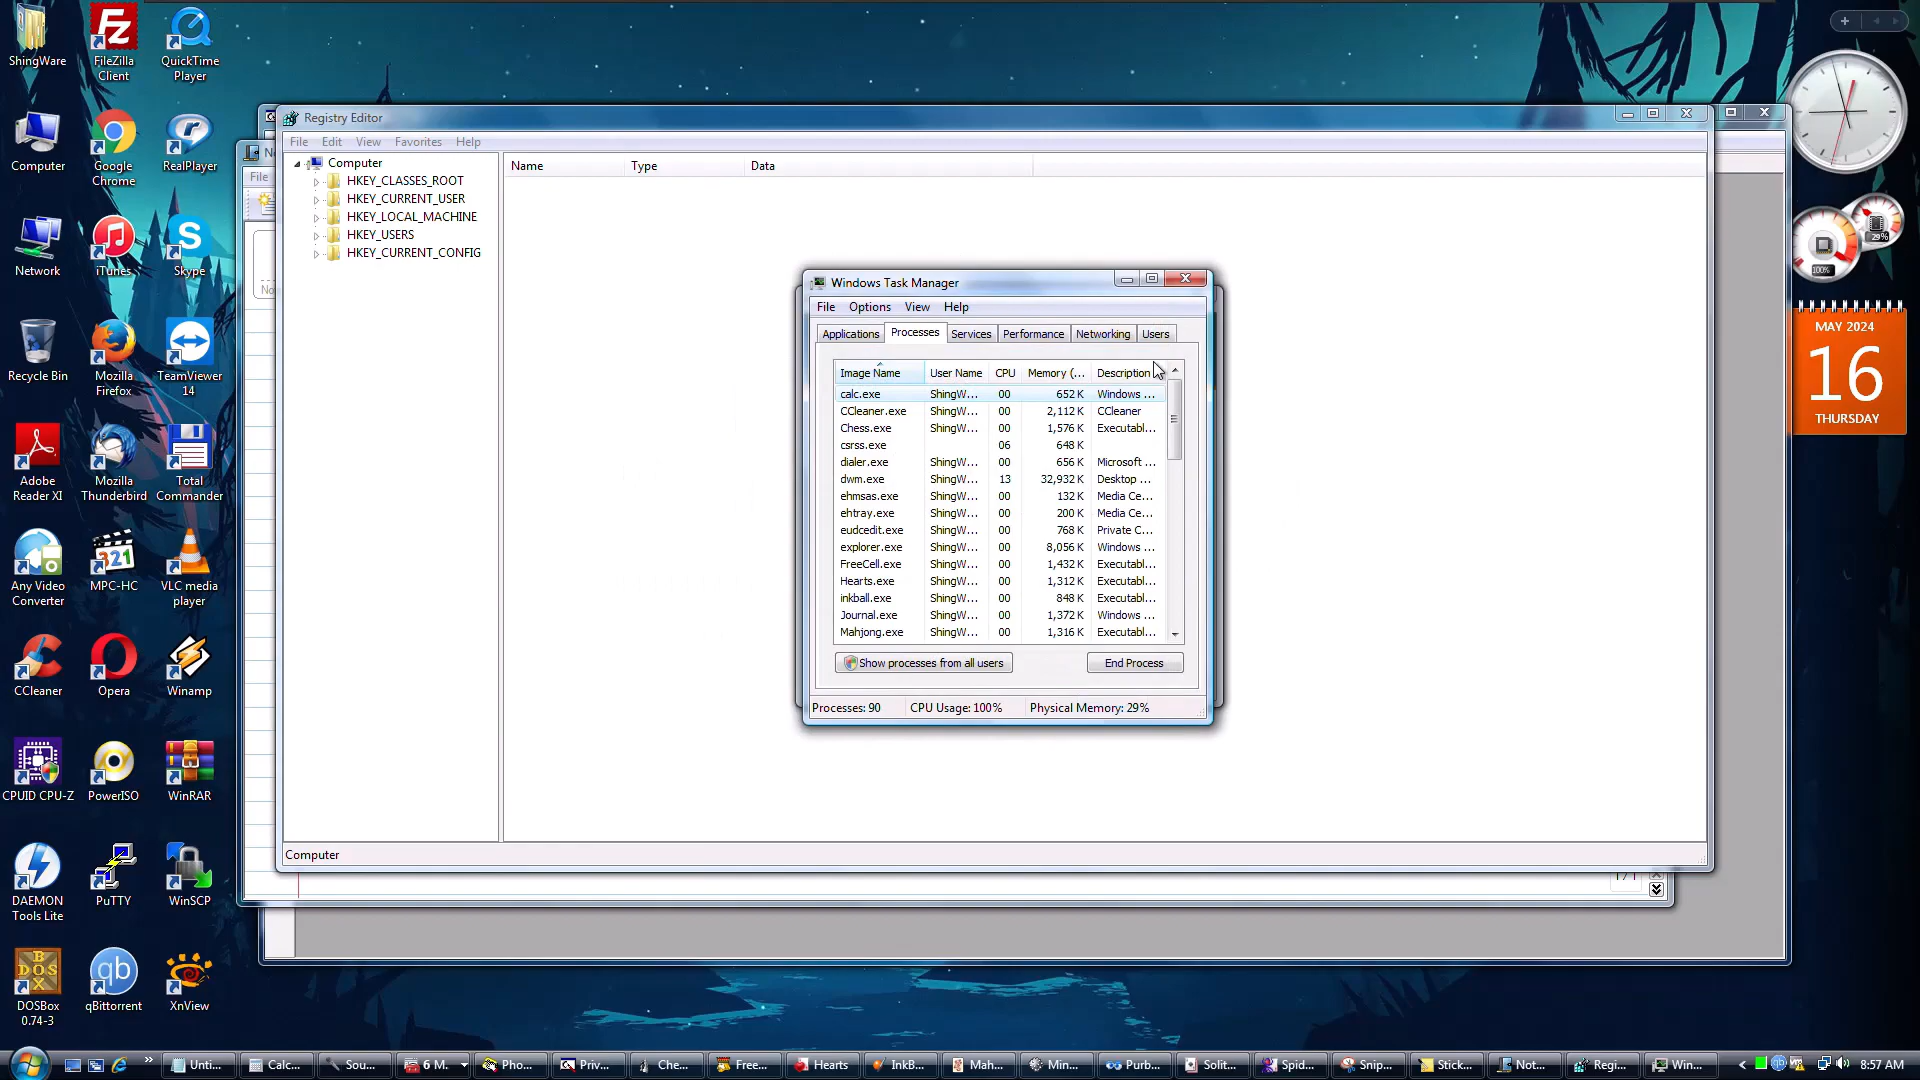 ShingWare
FileZilla
Client
QuickTime
Player
Computer
Google
Chrome
RealPlayer
Network
iTunes
Skype
Recycle Bin
Mozilla
Firefox
TeamViewer
14
Adobe
Reader XI
Mozilla
Thunderbird
Total
Commander
Any Video
Converter
MPC-HC
VLC media
player
CCleaner
Opera
Winamp
CPUID CPU-Z
PowerISO
WinRAR
DAEMON
Tools Lite
PuTTY
WinSCP
DOSBox
0.74-3
qBittorrent
XnView
Registry Editor
File Edit View Favorites Help
File
Computer
HKEY_CLASSES_ROOT
HKEY_CURRENT_USER
HKEY_LOCAL_MACHINE
HKEY_USERS
HKEY_CURRENT_CONFIG
Name Type Data
Computer
Windows Task Manager
File Options View Help
Applications Processes Services Performance Networking Users
Image Name User Name CPU Memory (... Description
calc.exe ShingW... 00 652 K Windows ...
CCleaner.exe ShingW... 00 2,112 K CCleaner
Chess.exe ShingW... 00 1,576 K Executabl...
csrss.exe 06 648 K
dialer.exe ShingW... 00 656 K Microsoft ...
dwm.exe ShingW... 13 32,932 K Desktop ...
ehmsas.exe ShingW... 00 132 K Media Ce...
ehtray.exe ShingW... 00 200 K Media Ce...
eudcedit.exe ShingW... 00 768 K Private C...
explorer.exe ShingW... 00 8,056 K Windows ...
FreeCell.exe ShingW... 00 1,432 K Executabl...
Hearts.exe ShingW... 00 1,312 K Executabl...
inkball.exe ShingW... 00 848 K Executabl...
Journal.exe ShingW... 00 1,372 K Windows ...
Mahjong.exe ShingW... 00 1,316 K Executabl...
Show processes from all users End Process
Processes: 90 CPU Usage: 100% Physical Memory: 29%
29%
100%
MAY 2024
16
THURSDAY
Unti... Calc... Sou... 6 M. Pho... Priv... Che... Free... Hearts InkB... Mah... Min... Purb... Solit... Spid... Snip... Stick... Not... Regi... Win... 8:57 AM